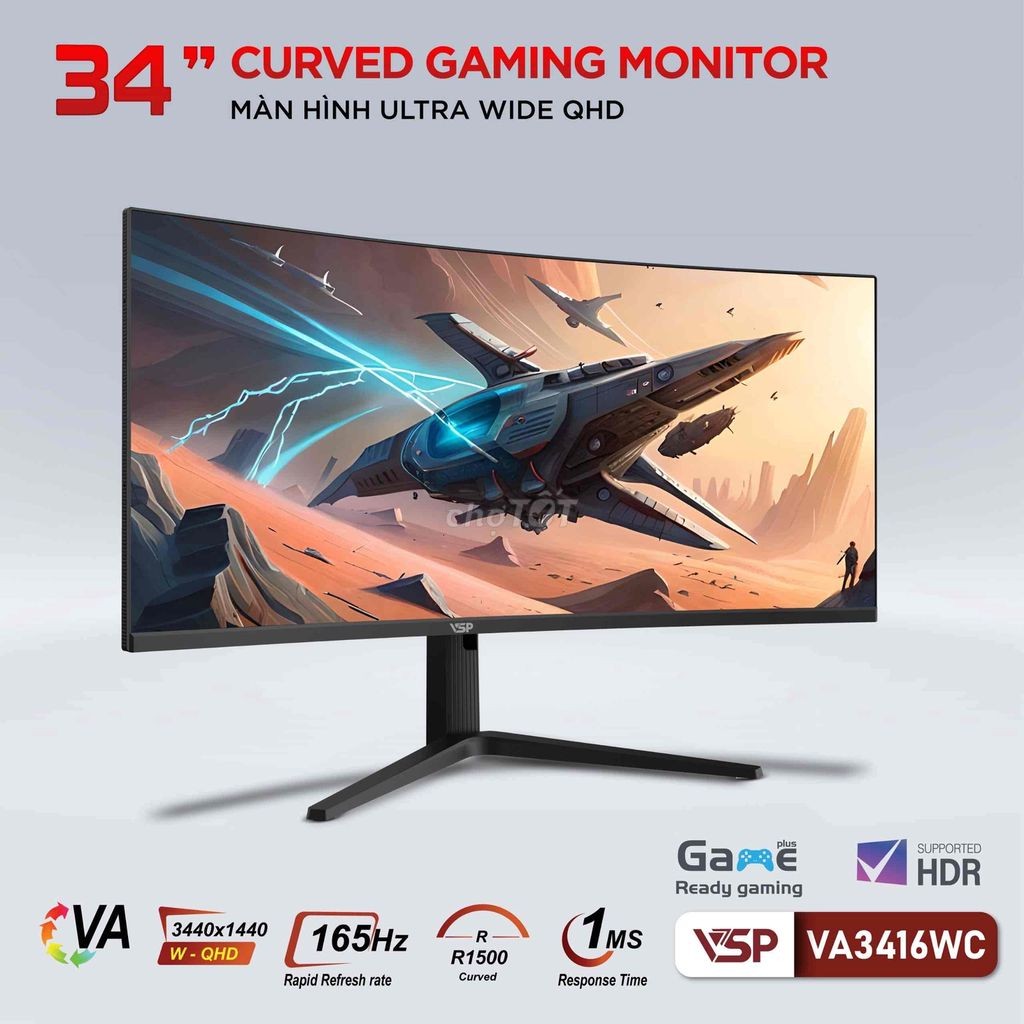 34" CURVED GAMING MONITOR
MÀN HÌNH ULTRA WIDE QHD
chợTỐT
VSP
Game plus
Ready gaming
SUPPORTED
HDR
VA
3440x1440
W - QHD
165Hz
Rapid Refresh rate
R
R1500
Curved
1MS
Response Time
VSP
VA3416WC